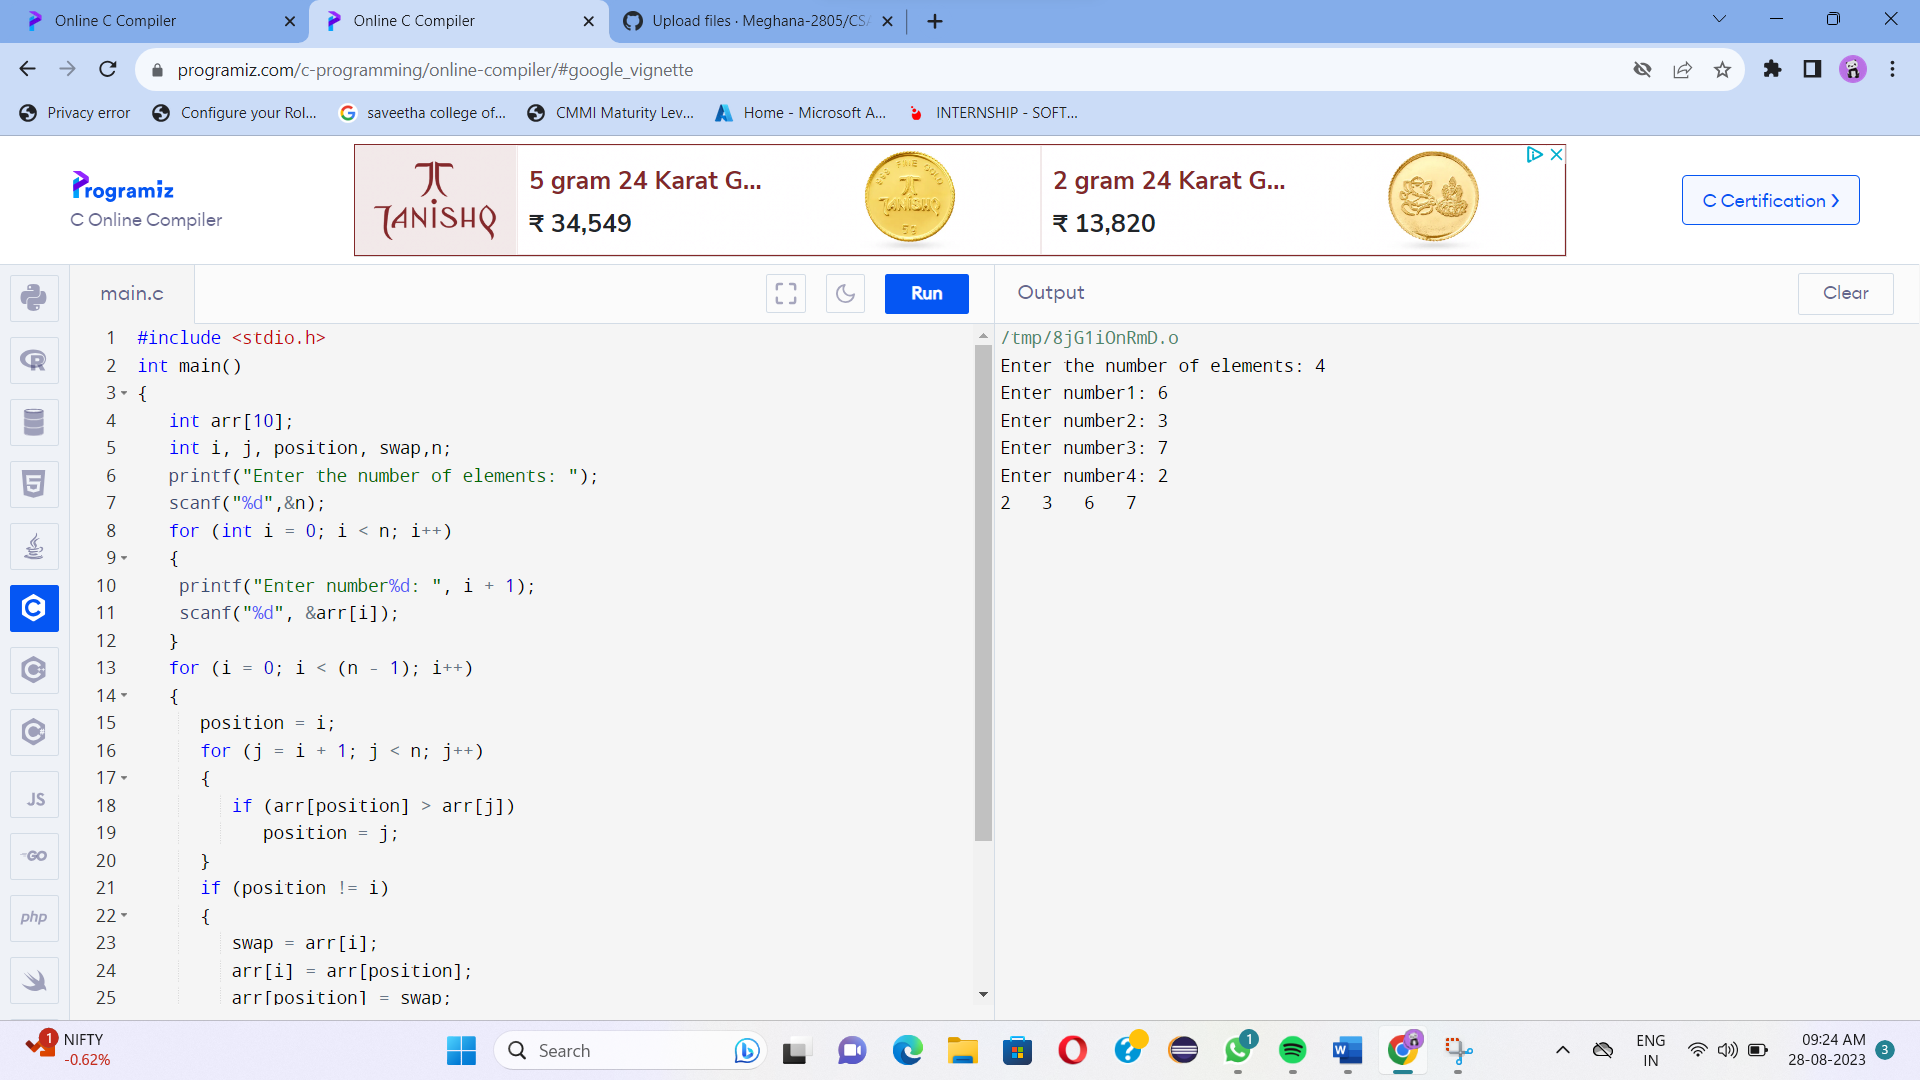 Online C Compiler
Online C Compiler
Upload files · Meghana-2805/CSA
programiz.com/c-programming/online-compiler/#google_vignette
Privacy error
Configure your Rol...
saveetha college of...
CMMI Maturity Lev...
Home - Microsoft A...
INTERNSHIP - SOFT...
Programiz
C Online Compiler
TANISHQ
5 gram 24 Karat G...
₹ 34,549
2 gram 24 Karat G...
₹ 13,820
C Certification
main.c
Run
Output
Clear
1 #include <stdio.h>
2 int main()
3 {
4 int arr[10];
5 int i, j, position, swap,n;
6 printf("Enter the number of elements: ");
7 scanf("%d",&n);
8 for (int i = 0; i < n; i++)
9 {
10 printf("Enter number%d: ", i + 1);
11 scanf("%d", &arr[i]);
12 }
13 for (i = 0; i < (n - 1); i++)
14 {
15 position = i;
16 for (j = i + 1; j < n; j++)
17 {
18 if (arr[position] > arr[j])
19 position = j;
20 }
21 if (position != i)
22 {
23 swap = arr[i];
24 arr[i] = arr[position];
25 arr[position] = swap;
/tmp/8jG1iOnRmD.o
Enter the number of elements: 4
Enter number1: 6
Enter number2: 3
Enter number3: 7
Enter number4: 2
2 3 6 7
JS
GO
php
1
NIFTY
-0.62%
Search
1
ENG
IN
09:24 AM
28-08-2023
3